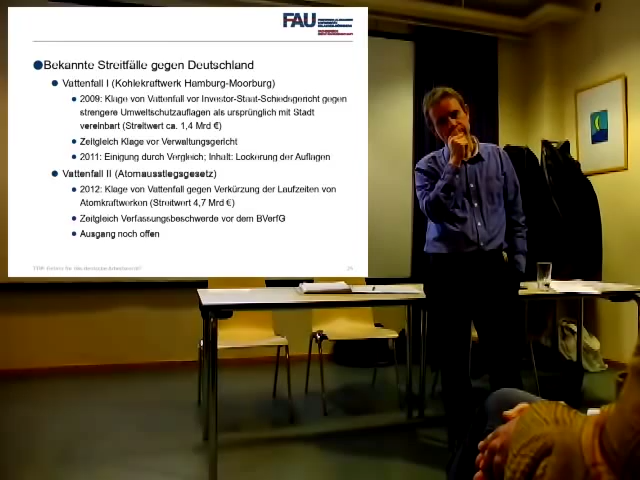 FAU
Bekannte Streitfälle gegen Deutschland
Vattenfall I (Kohlekraftwerk Hamburg-Moorburg)
2009: Klage von Vattenfall vor Investor-Staat-Schiedsgericht gegen
strengere Umweltschutzauflagen als ursprünglich mit Stadt
vereinbart (Streitwert ca. 1,4 Mrd €)
Zeitgleich Klage vor Verwaltungsgericht
2011: Einigung durch Vergleich; Inhalt: Lockerung der Auflagen
Vattenfall II (Atomausstiegsgesetz)
2012: Klage von Vattenfall gegen Verkürzung der Laufzeiten von
Atomkraftwerken (Streitwert 4,7 Mrd €)
Zeitgleich Verfassungsbeschwerde vor dem BVerfG
Ausgang noch offen